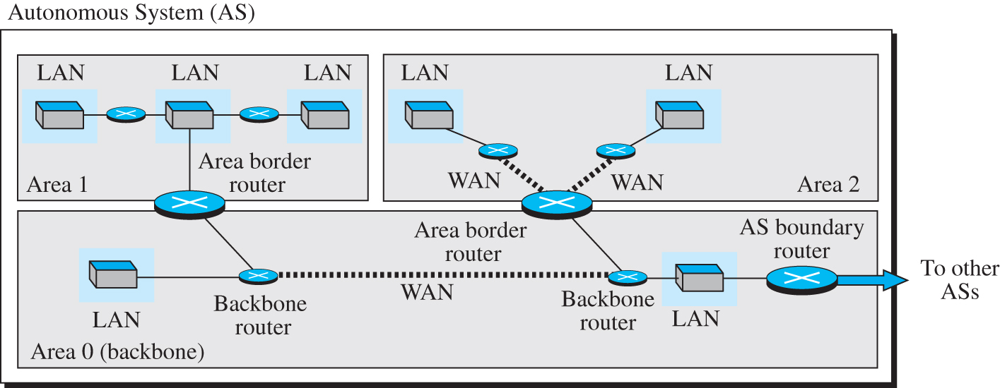 Autonomous System (AS)
LAN
LAN
LAN
Area border
router
Area 1
LAN
LAN
WAN
WAN
Area 2
Area border
router
AS boundary
router
To other
ASs
LAN
Backbone
router
WAN
Backbone
router
LAN
Area 0 (backbone)